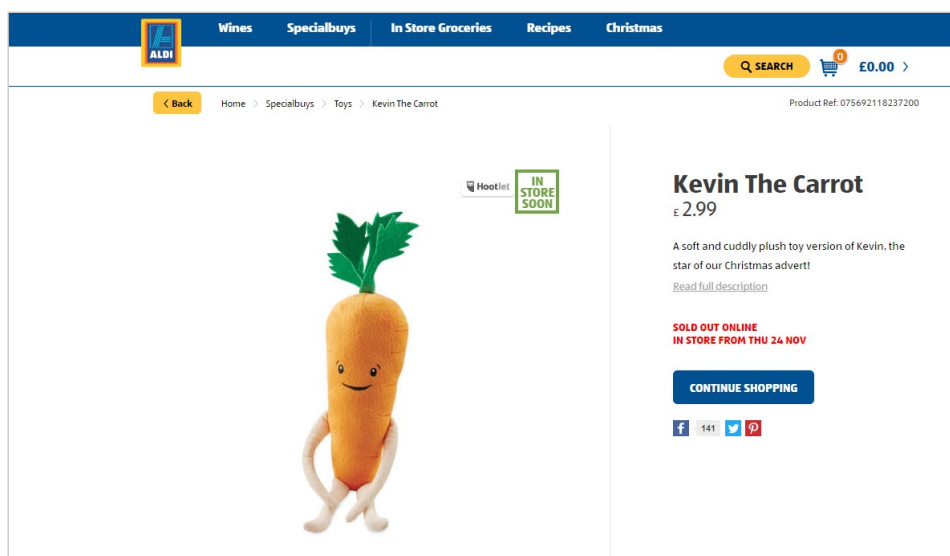 Wines Specialbuys In Store Groceries Recipes Christmas
ALDI
SEARCH 0 £0.00
Back Home Specialbuys Toys Kevin The Carrot Product Ref: 075692118237200
Hootlet
IN
STORE
SOON
Kevin The Carrot
£ 2.99
A soft and cuddly plush toy version of Kevin, the
star of our Christmas advert!
Read full description
SOLD OUT ONLINE
IN STORE FROM THU 24 NOV
CONTINUE SHOPPING
f 141